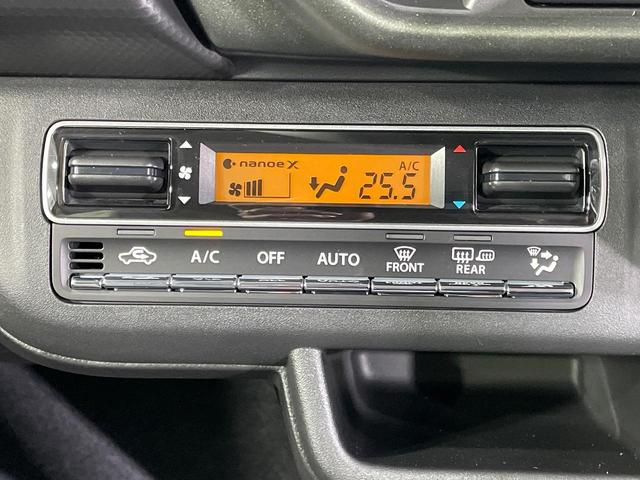 nanoe X
A/C
25.5
A/C
OFF
AUTO
FRONT
REAR